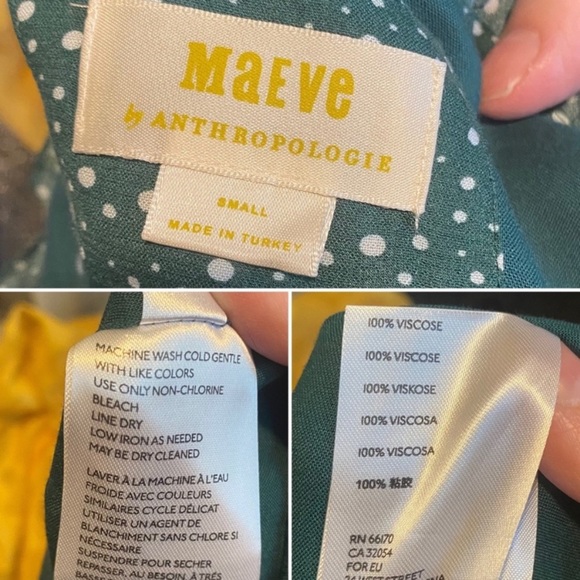 MaEVe
by ANTHROPOLOGIE
SMALL
MADE IN TURKEY
MACHINE WASH COLD GENTLE
WITH LIKE COLORS
USE ONLY NON-CHLORINE
BLEACH
LINE DRY
LOW IRON AS NEEDED
MAY BE DRY CLEANED
LAVER À LA MACHINE À L'EAU
FROIDE AVEC COULEURS
SIMILAIRES CYCLE DÉLICAT
UTILISER UN AGENT DE
BLANCHIMENT SANS CHLORE SI
NÉCESSAIRE
SUSPENDRE POUR SECHER
REPASSER, AU BESOIN, À TRÈS
100% VISCOSE
100% VISCOSE
100% VISKOSE
100% VISCOSA
100% VISCOSA
100% 粘胶
RN 66170
CA 32054
FOR EU